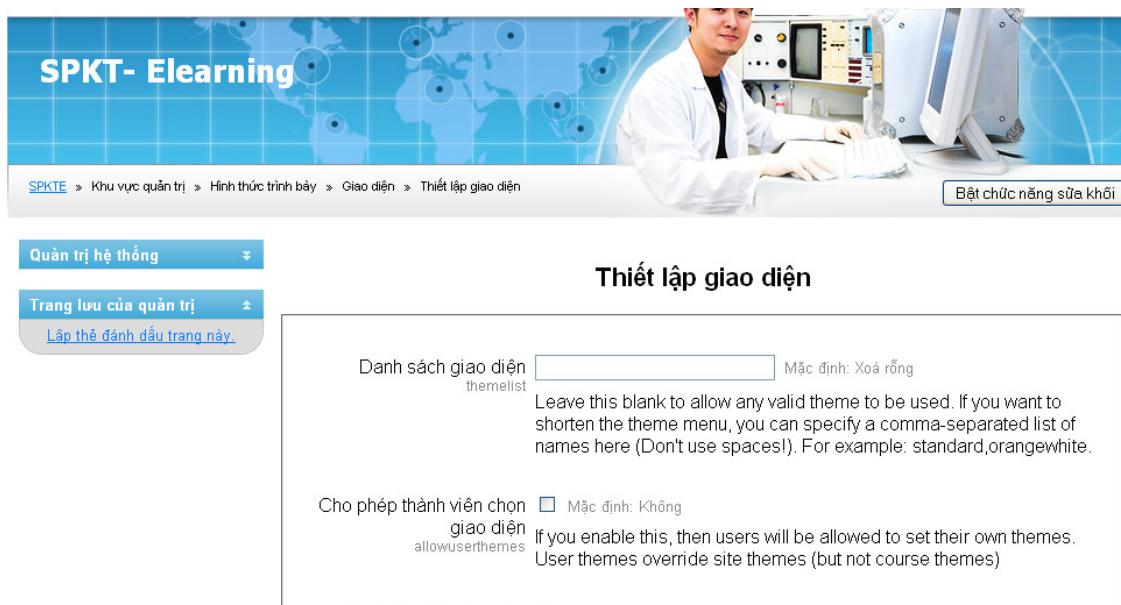 SPKT- Elearning
SPKTE » Khu vực quản trị » Hình thức trình bày » Giao diện » Thiết lập giao diện
Bật chức năng sửa khối
Quản trị hệ thống
Thiết lập giao diện
Trang lưu của quản trị
Lập thẻ đánh dấu trang này.
Danh sách giao diện
themelist
Mặc định: Xoá rỗng
Leave this blank to allow any valid theme to be used. If you want to
shorten the theme menu, you can specify a comma-separated list of
names here (Don't use spaces!). For example: standard,orangewhite.
Cho phép thành viên chọn
giao diện
allowuserthemes
Mặc định: Không
If you enable this, then users will be allowed to set their own themes.
User themes override site themes (but not course themes)